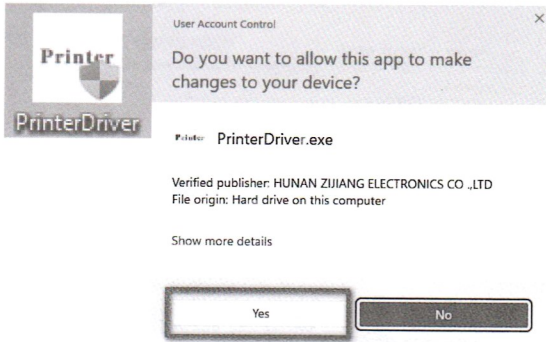 Printer
PrinterDriver
User Account Control
×
Do you want to allow this app to make
changes to your device?
Printer PrinterDriver.exe
Verified publisher: HUNAN ZIJIANG ELECTRONICS CO .,LTD
File origin: Hard drive on this computer
Show more details
Yes
No